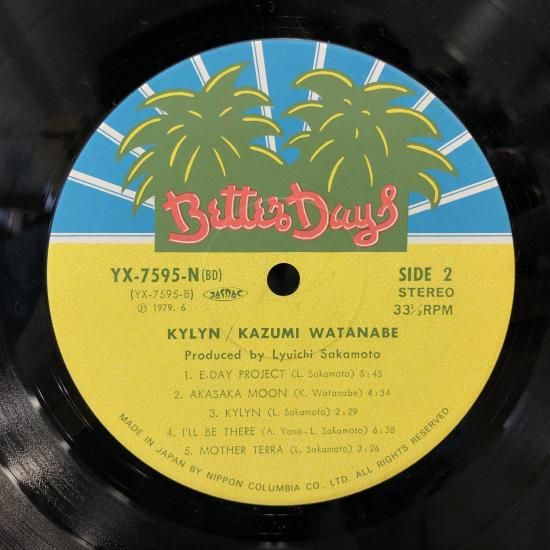 Better Days
YX-7595-N (BD)
(YX-7595-B) JASRAC
Ⓟ 1979. 6
SIDE 2
STEREO
33⅓RPM
KYLYN / KAZUMI WATANABE
Produced by Lyuichi Sakamoto
1. E-DAY PROJECT (L. Sakamoto) 5:45
2. AKASAKA MOON (K. Watanabe) 4:34
3. KYLYN (L. Sakamoto) 2:29
4. I'LL BE THERE (A. Yano-L. Sakamoto) 6:38
5. MOTHER TERRA (L. Sakamoto) 3:26
MADE IN JAPAN BY NIPPON COLUMBIA CO., LTD. ALL RIGHTS RESERVED